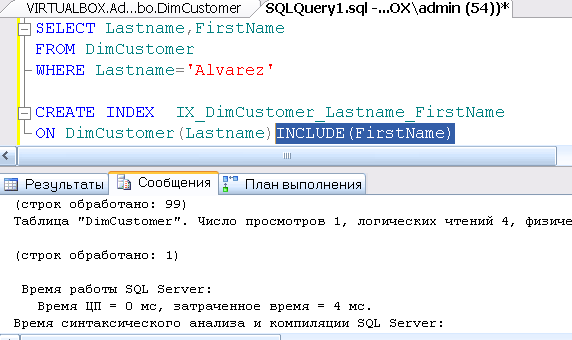 VIRTUALBOX.Ad...bo.DimCustomer SQLQuery1.sql -...OX\admin (54))*
SELECT Lastname,FirstName
FROM DimCustomer
WHERE Lastname='Alvarez'
CREATE INDEX IX_DimCustomer_Lastname_FirstName
ON DimCustomer(Lastname)INCLUDE(FirstName)
Результаты Сообщения План выполнения
(строк обработано: 99)
Таблица "DimCustomer". Число просмотров 1, логических чтений 4, физиче
(строк обработано: 1)
Время работы SQL Server:
Время ЦП = 0 мс, затраченное время = 4 мс.
Время синтаксического анализа и компиляции SQL Server: